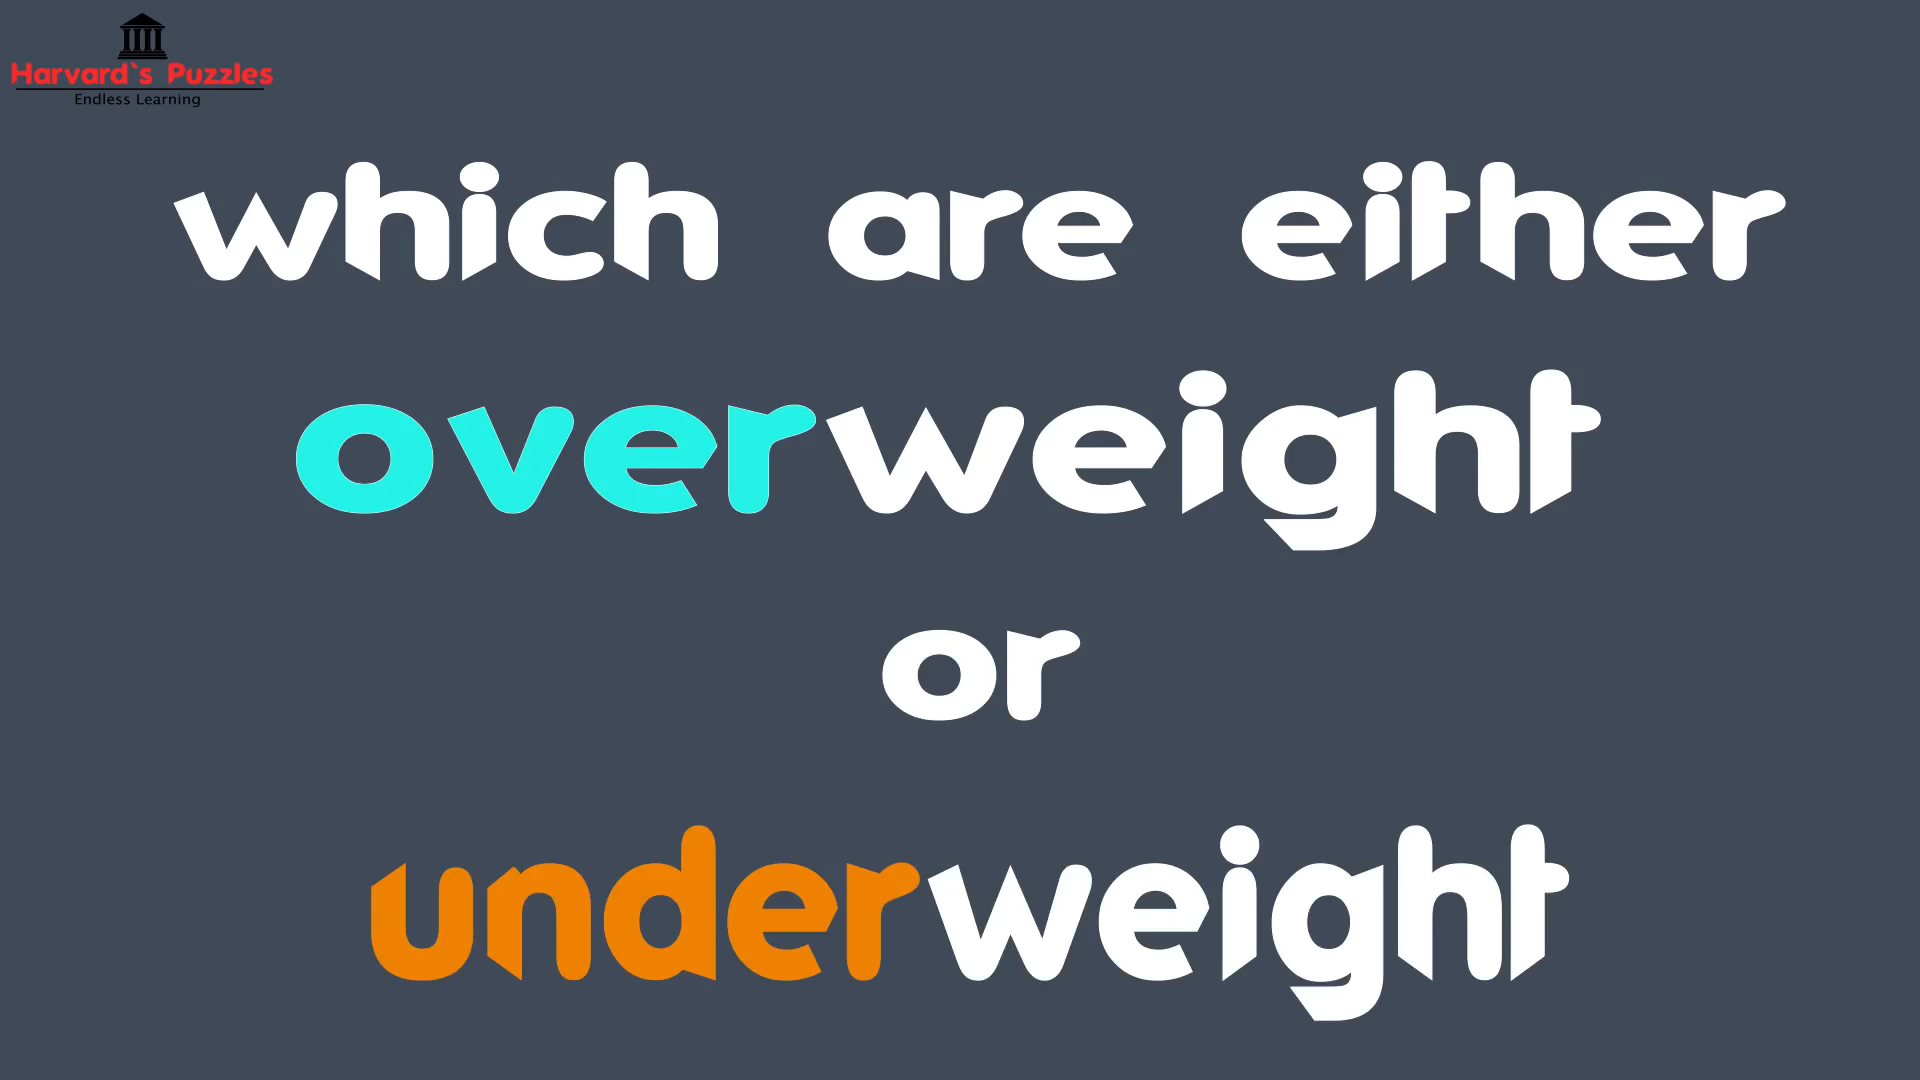 Harvard`s Puzzles
Endless Learning
which are either
overweight
or
underweight